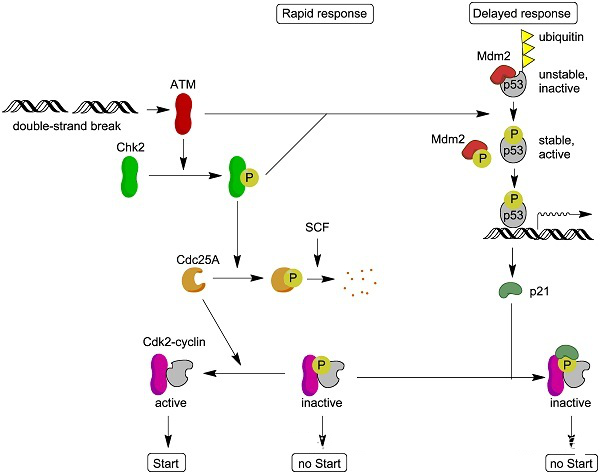 Rapid response
Delayed response
ubiquitin
Mdm2
p53
unstable,
inactive
ATM
double-strand break
Chk2
P
Mdm2
P
P
p53
stable,
active
P
p53
SCF
Cdc25A
P
p21
Cdk2-cyclin
P
P
active
inactive
inactive
Start
no Start
no Start